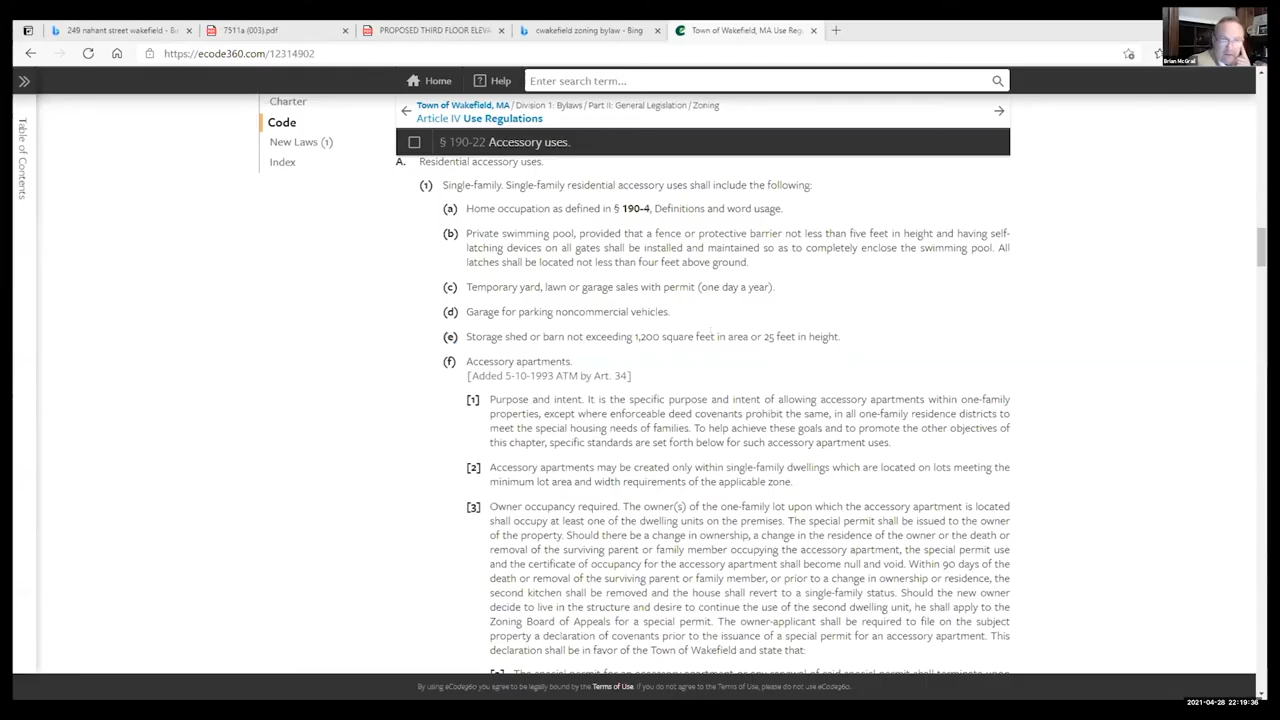 249 nahant street wakefield - Bin
7511a (003).pdf
PROPOSED THIRD FLOOR ELEVA
cwakefield zoning bylaw - Bing
Town of Wakefield, MA Use Reg
https://ecode360.com/12314902
Brian McGrail
Home
Help
Enter search term...
Table of Contents
Charter
Code
New Laws (1)
Index
Town of Wakefield, MA / Division 1: Bylaws / Part II: General Legislation / Zoning
Article IV Use Regulations
§ 190-22 Accessory uses.
A. Residential accessory uses.
(1) Single-family. Single-family residential accessory uses shall include the following:
(a) Home occupation as defined in § 190-4, Definitions and word usage.
(b) Private swimming pool, provided that a fence or protective barrier not less than five feet in height and having self-
latching devices on all gates shall be installed and maintained so as to completely enclose the swimming pool. All
latches shall be located not less than four feet above ground.
(c) Temporary yard, lawn or garage sales with permit (one day a year).
(d) Garage for parking noncommercial vehicles.
(e) Storage shed or barn not exceeding 1,200 square feet in area or 25 feet in height.
(f) Accessory apartments.
[Added 5-10-1993 ATM by Art. 34]
[1] Purpose and intent. It is the specific purpose and intent of allowing accessory apartments within one-family
properties, except where enforceable deed covenants prohibit the same, in all one-family residence districts to
meet the special housing needs of families. To help achieve these goals and to promote the other objectives of
this chapter, specific standards are set forth below for such accessory apartment uses.
[2] Accessory apartments may be created only within single-family dwellings which are located on lots meeting the
minimum lot area and width requirements of the applicable zone.
[3] Owner occupancy required. The owner(s) of the one-family lot upon which the accessory apartment is located
shall occupy at least one of the dwelling units on the premises. The special permit shall be issued to the owner
of the property. Should there be a change in ownership, a change in the residence of the owner or the death or
removal of the surviving parent or family member occupying the accessory apartment, the special permit use
and the certificate of occupancy for the accessory apartment shall become null and void. Within 90 days of the
death or removal of the surviving parent or family member, or prior to a change in ownership or residence, the
second kitchen shall be removed and the house shall revert to a single-family status. Should the new owner
decide to live in the structure and desire to continue the use of the second dwelling unit, he shall apply to the
Zoning Board of Appeals for a special permit. The owner-applicant shall be required to file on the subject
property a declaration of covenants prior to the issuance of a special permit for an accessory apartment. This
declaration shall be in favor of the Town of Wakefield and state that:
By using eCode360 you agree to be legally bound by the Terms of Use. If you do not agree to the Terms of Use, please do not use eCode360.
2021-04-28 22:19:36